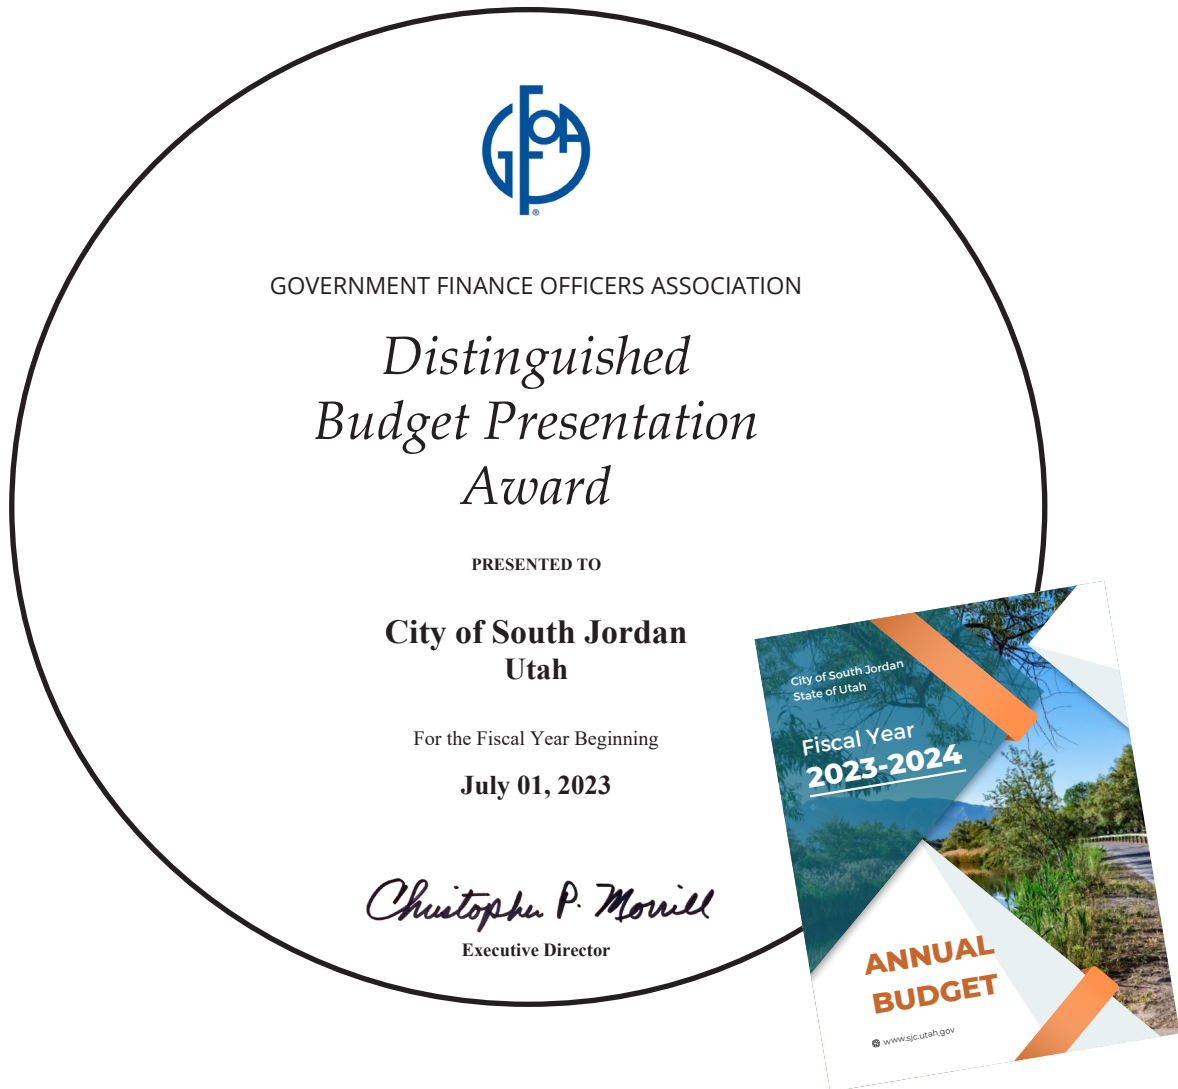 GFOA
®
GOVERNMENT FINANCE OFFICERS ASSOCIATION
Distinguished
Budget Presentation
Award
PRESENTED TO
City of South Jordan
Utah
For the Fiscal Year Beginning
July 01, 2023
Christopher P. Morrill
Executive Director
City of South Jordan
State of Utah
Fiscal Year
2023-2024
ANNUAL
BUDGET
www.sjc.utah.gov